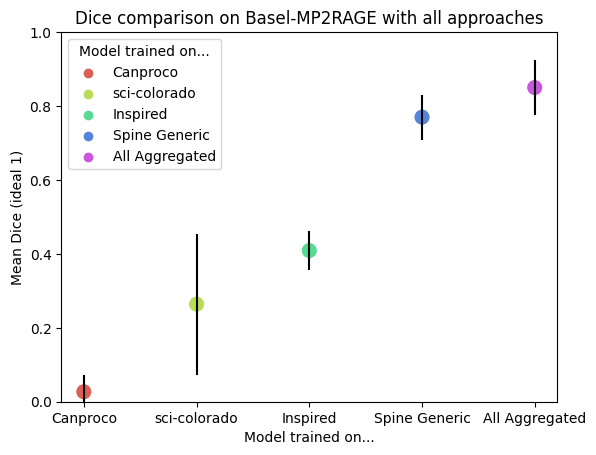 Dice comparison on Basel-MP2RAGE with all approaches
Model trained on...
Canproco
sci-colorado
Inspired
Spine Generic
All Aggregated
Mean Dice (ideal 1)
1.0
0.8
0.6
0.4
0.2
0.0
Canproco sci-colorado Inspired Spine Generic All Aggregated
Model trained on...